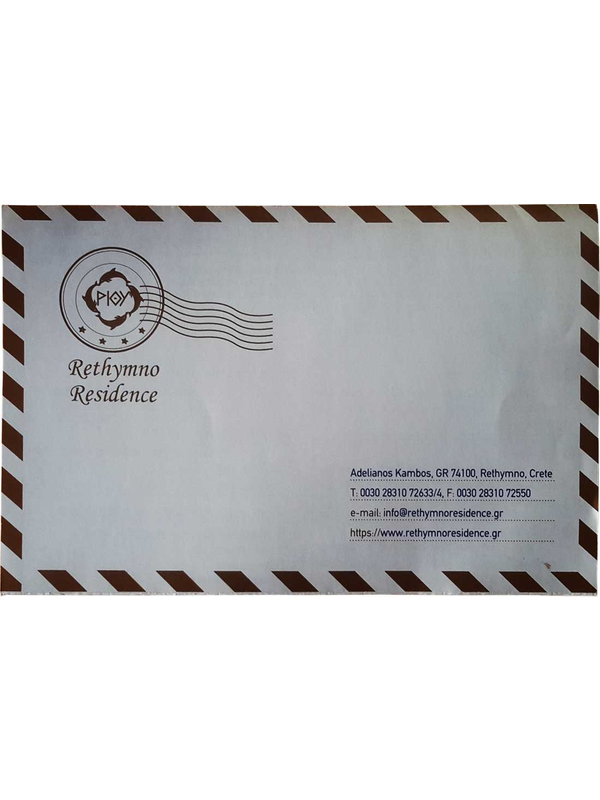 ΡΙΘΥ
Rethymno
Residence
Adelianos Kambos, GR 74100, Rethymno, Crete
T: 0030 28310 72633/4, F: 0030 28310 72550
e-mail: info@rethymnoresidence.gr
https://www.rethymnoresidence.gr